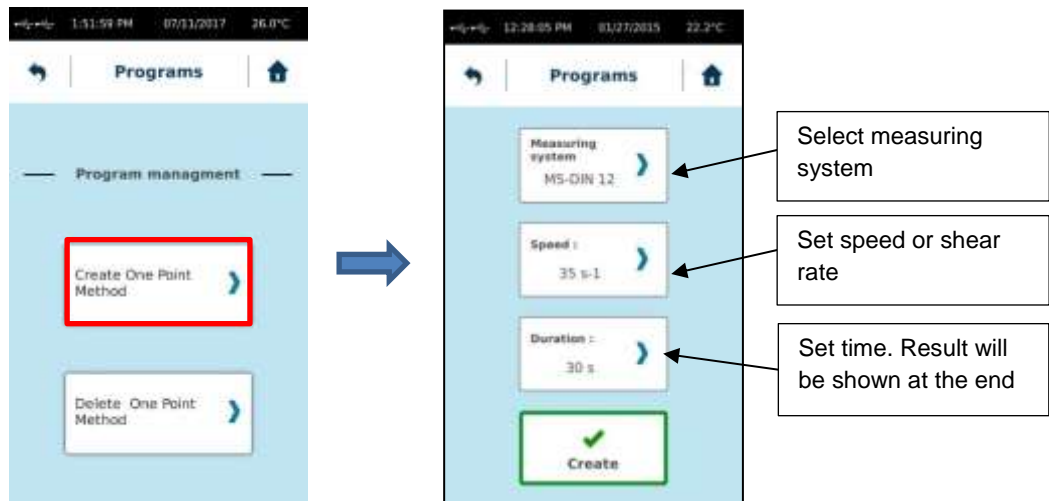 1:51:59 PM 07/11/2017 26.0°C
Programs
Program managment
Create One Point
Method
Delete One Point
Method
12:28:05 PM 01/27/2015 22.2°C
Programs
Measuring
system
MS-DIN 12
Speed :
35 s-1
Duration :
30 s
Create
Select measuring
system
Set speed or shear
rate
Set time. Result will
be shown at the end